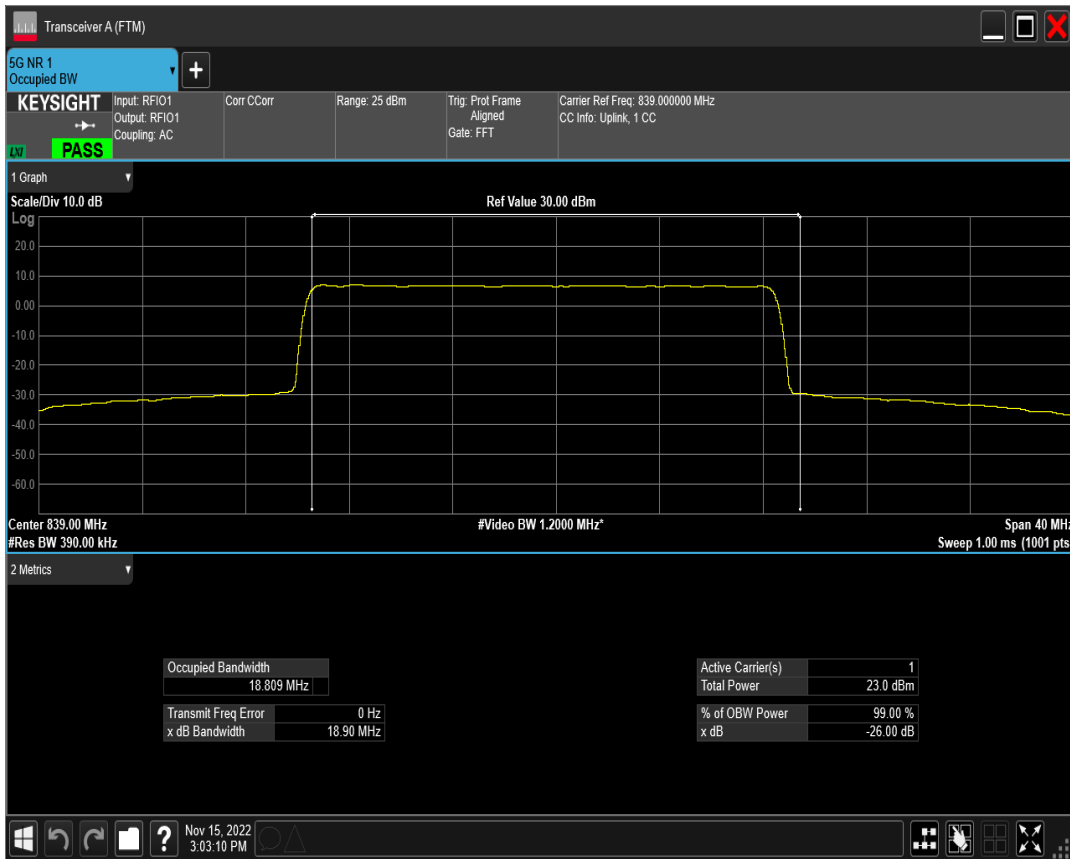 Transceiver A (FTM)
5G NR 1
Occupied BW
+
KEYSIGHT
LXI
PASS
Input: RFIO1
Output: RFIO1
Coupling: AC
Corr CCorr
Range: 25 dBm
Trig: Prot Frame
Aligned
Gate: FFT
Carrier Ref Freq: 839.000000 MHz
CC Info: Uplink, 1 CC
1 Graph
Scale/Div 10.0 dB
Ref Value 30.00 dBm
Log
20.0
10.0
0.00
-10.0
-20.0
-30.0
-40.0
-50.0
-60.0
Center 839.00 MHz
#Video BW 1.2000 MHz*
Span 40 MHz
#Res BW 390.00 kHz
Sweep 1.00 ms (1001 pts
2 Metrics
Occupied Bandwidth
18.809 MHz
Transmit Freq Error 0 Hz
x dB Bandwidth 18.90 MHz
Active Carrier(s) 1
Total Power 23.0 dBm
% of OBW Power 99.00 %
x dB -26.00 dB
?
Nov 15, 2022
3:03:10 PM